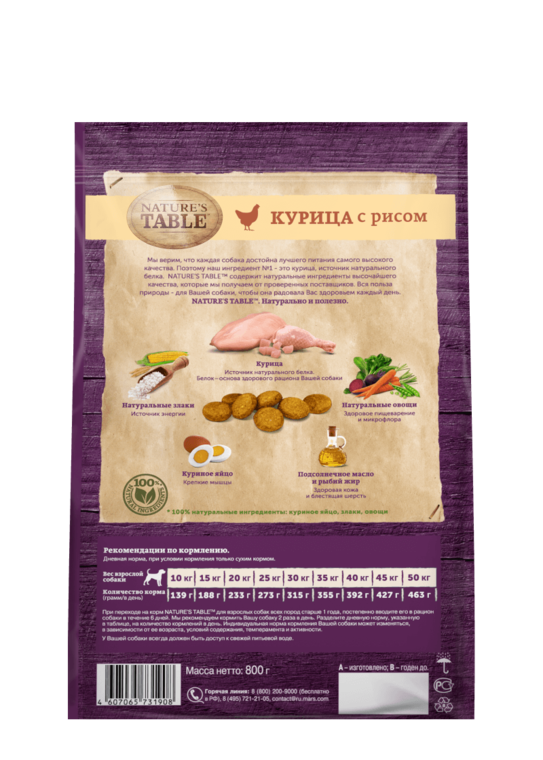 NATURE'S
TABLE
КУРИЦА с рисом
Мы верим, что каждая собака достойна лучшего питания самого высокого
качества. Поэтому наш ингредиент №1 - это курица, источник натурального
белка. NATURE'S TABLE™ содержит натуральные ингредиенты высочайшего
качества, которые мы получаем от проверенных поставщиков. Вся польза
природы - для Вашей собаки, чтобы она радовала Вас здоровьем каждый день.
NATURE'S TABLE™. Натурально и полезно.
Курица
Источник натурального белка.
Белок – основа здорового рациона Вашей собаки
Натуральные злаки
Источник энергии
Натуральные овощи
Здоровое пищеварение
и микрофлора
Куриное яйцо
Крепкие мышцы
Подсолнечное масло
и рыбий жир
Здоровая кожа
и блестящая шерсть
100%
NATURAL INGREDIENTS
*100% натуральные ингредиенты: куриное яйцо, злаки, овощи
Рекомендации по кормлению.
Дневная норма, при условии кормления только сухим кормом.
Вес взрослой
собаки
10 кг 15 кг 20 кг 25 кг 30 кг 35 кг 40 кг 45 кг 50 кг
Количество корма
(грамм/в день)
139 г 188 г 233 г 273 г 315 г 355 г 392 г 427 г 463 г
При переходе на корм NATURE'S TABLE™ для взрослых собак всех пород старше 1 года, постепенно вводите его в рацион
собаки в течение 6 дней. Мы рекомендуем кормить Вашу собаку 2 раза в день. Разделите дневную норму, указанную
в таблице, на количество кормлений в день. Индивидуальная норма кормления Вашей собаки может изменяться,
в зависимости от ее возраста, условий содержания, темперамента и активности.
У Вашей собаки всегда должен быть доступ к свежей питьевой воде.
4 607065 731908
Масса нетто: 800 г
Горячая линия: 8 (800) 200-9000 (бесплатно
в РФ), 8 (495) 721-21-05, contact@ru.mars.com
А – изготовлено; В – годен до.